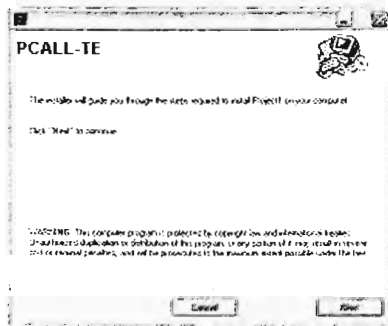 PCALL-TE
The installer will guide you through the steps required to install Project1 on your computer
Click "Next" to continue
WARNING: This computer program is protected by copyright law and international treaties.
Unauthorized duplication or distribution of this program, or any portion of it may result in severe
civil or criminal penalties, and will be prosecuted to the maximum extent possible under the law
Cancel
Next